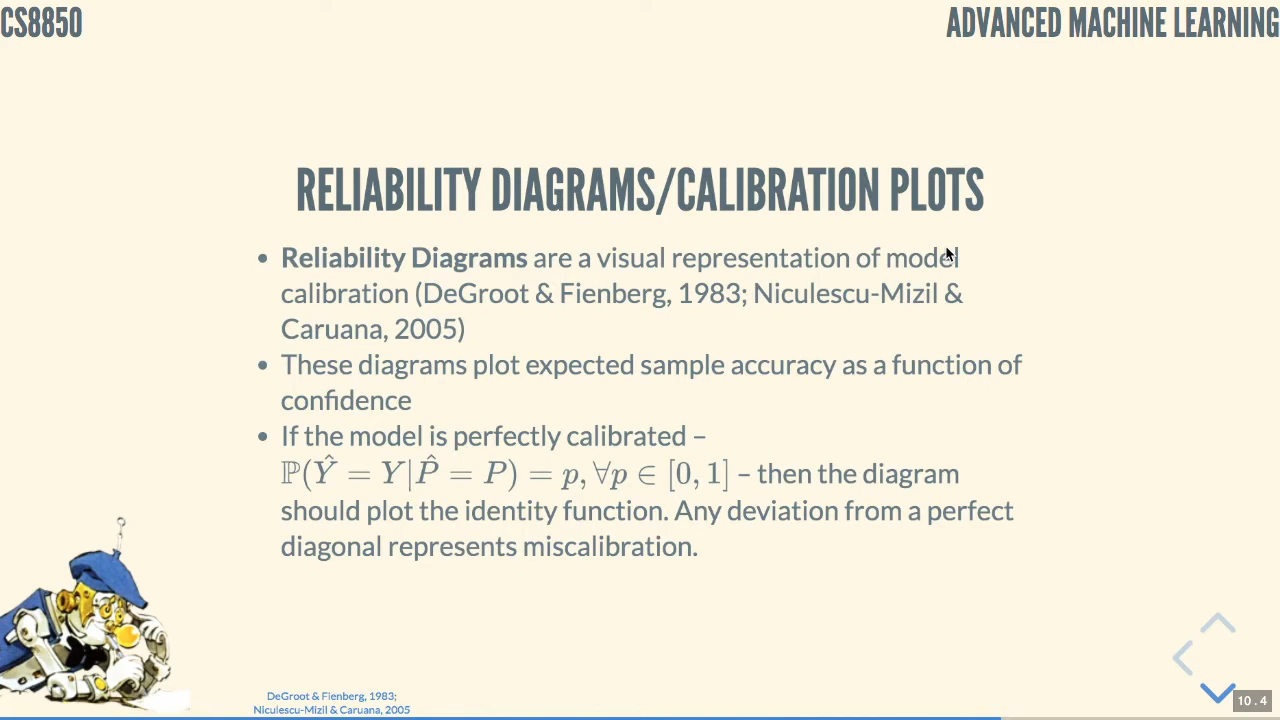 CS8850
ADVANCED MACHINE LEARNING
RELIABILITY DIAGRAMS/CALIBRATION PLOTS
• Reliability Diagrams are a visual representation of model
calibration (DeGroot & Fienberg, 1983; Niculescu-Mizil &
Caruana, 2005)
• These diagrams plot expected sample accuracy as a function of
confidence
• If the model is perfectly calibrated –
ℙ(Ŷ = Y|P̂ = P) = p, ∀p ∈ [0, 1] – then the diagram
should plot the identity function. Any deviation from a perfect
diagonal represents miscalibration.
DeGroot & Fienberg, 1983;
Niculescu-Mizil & Caruana, 2005
10.4